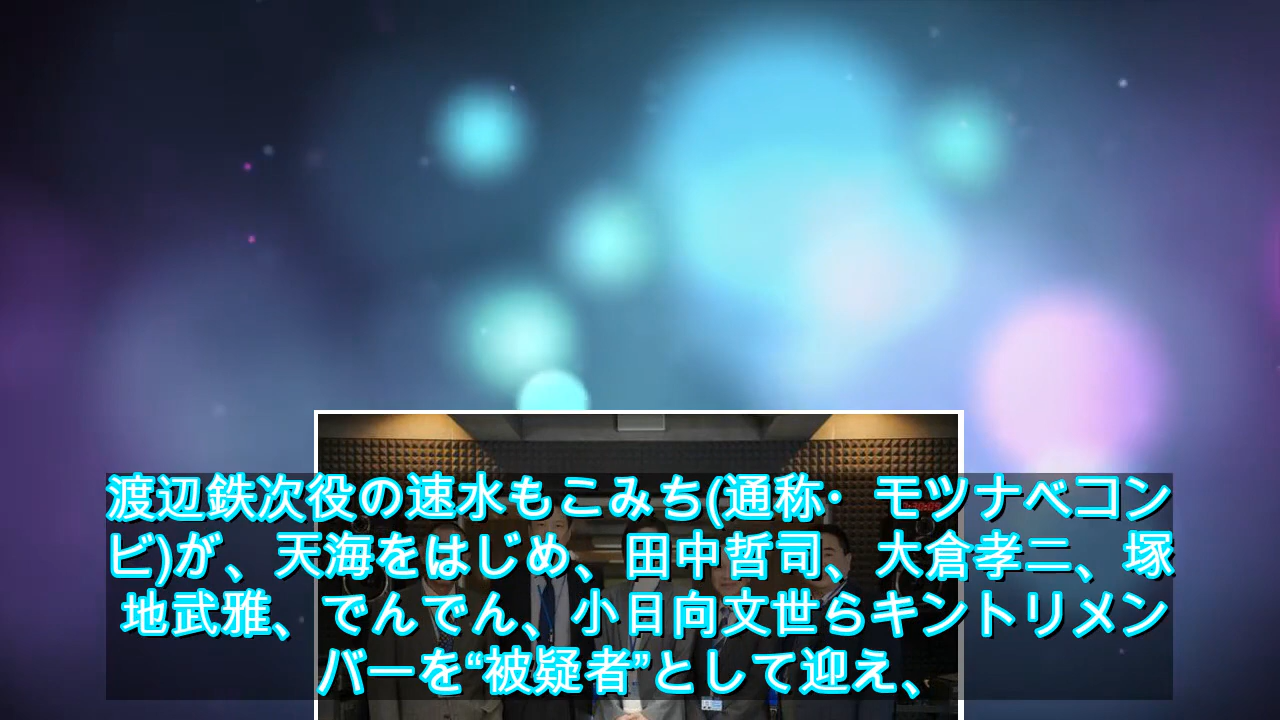 渡辺鉄次役の速水もこみち(通称・モツナベコン
ビ)が、天海をはじめ、田中哲司、大倉孝二、塚
地武雅、でんでん、小日向文世らキントリメン
バーを“被疑者”として迎え、